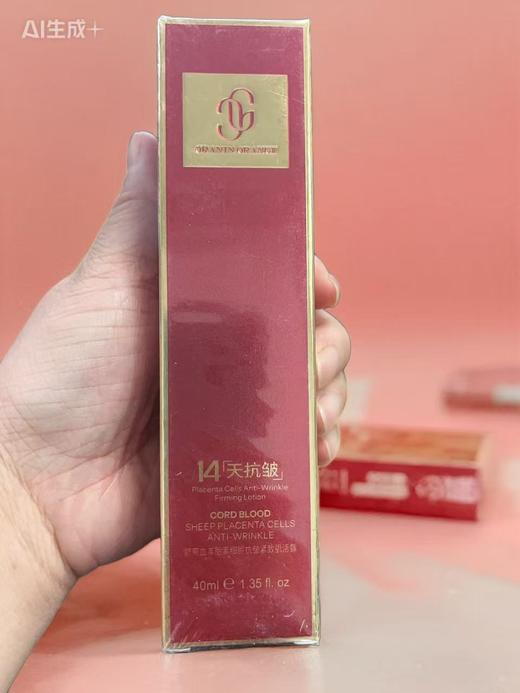 AI生成+
ORANIN ORANGE
14「天抗皱」
Placenta Cells Anti-Wrinkle
Firming Lotion
CORD BLOOD
SHEEP PLACENTA CELLS
ANTI-WRINKLE
40ml ℮ 1.35 fl. oz